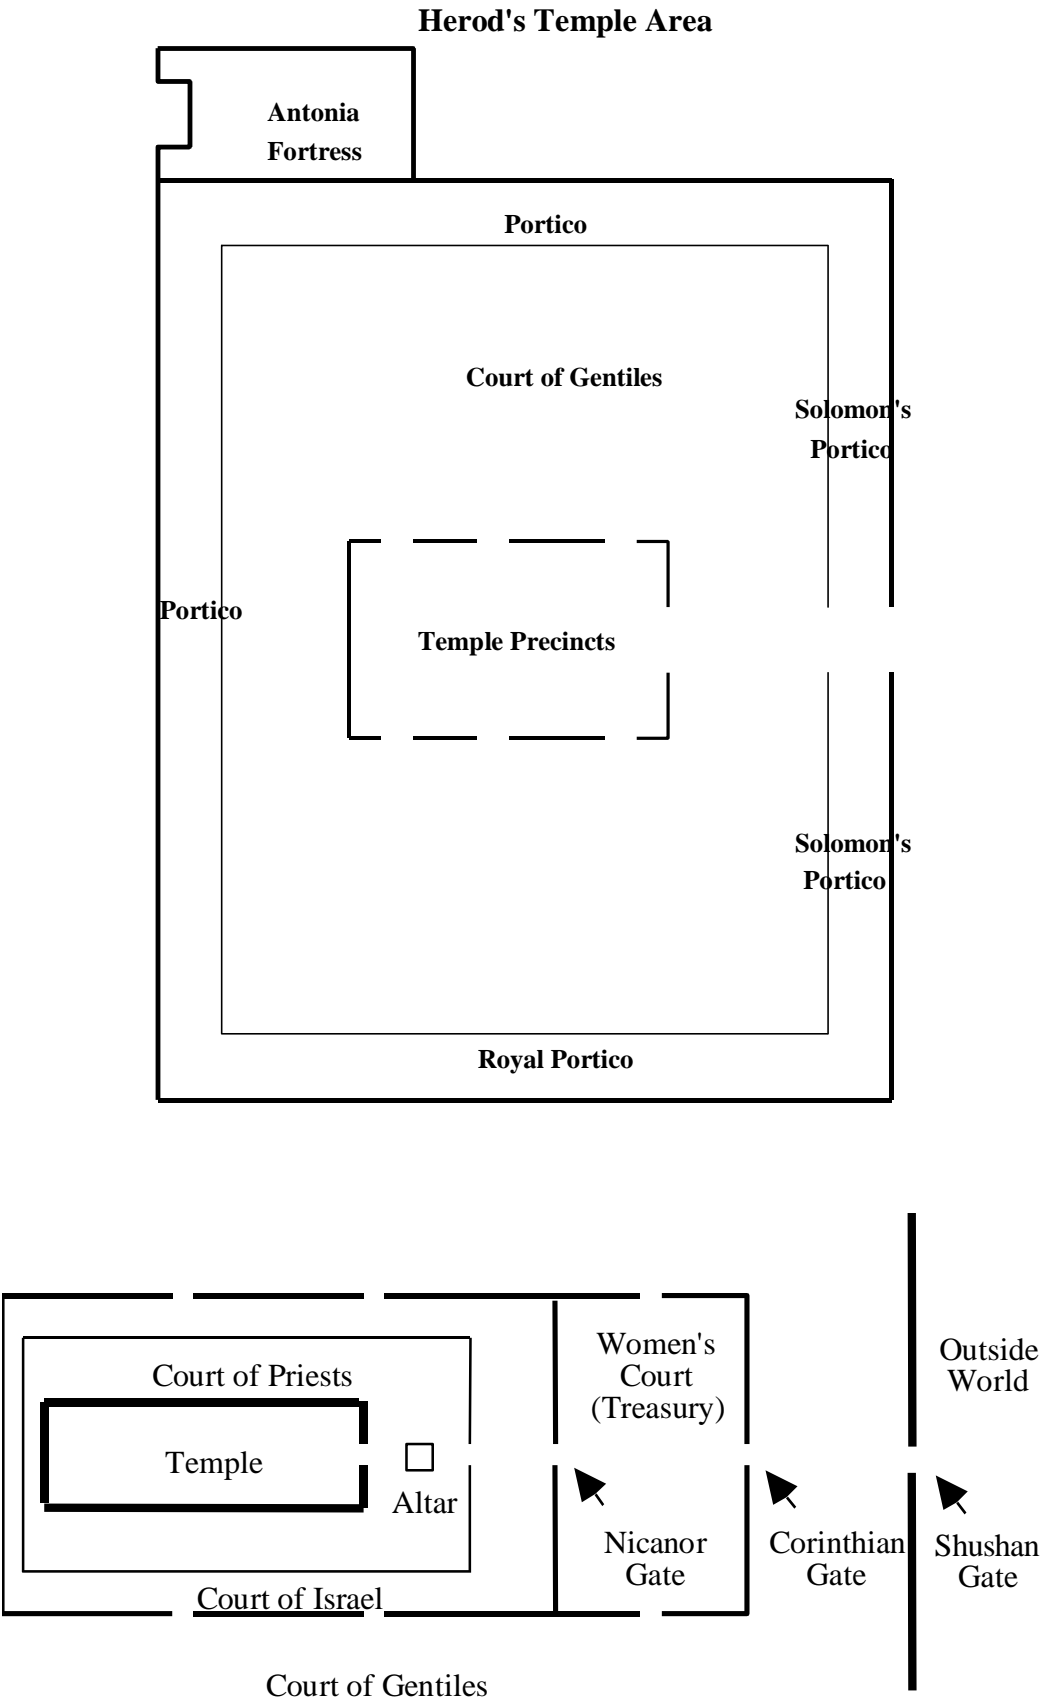 Herod's Temple Area
Antonia
Fortress
Portico
Court of Gentiles
Solomon's
Portico
Portico
Temple Precincts
Solomon's
Portico
Royal Portico
Women's
Court
(Treasury)
Outside
World
Court of Priests
Temple
Altar
Nicanor
Gate
Corinthian
Gate
Shushan
Gate
Court of Israel
Court of Gentiles